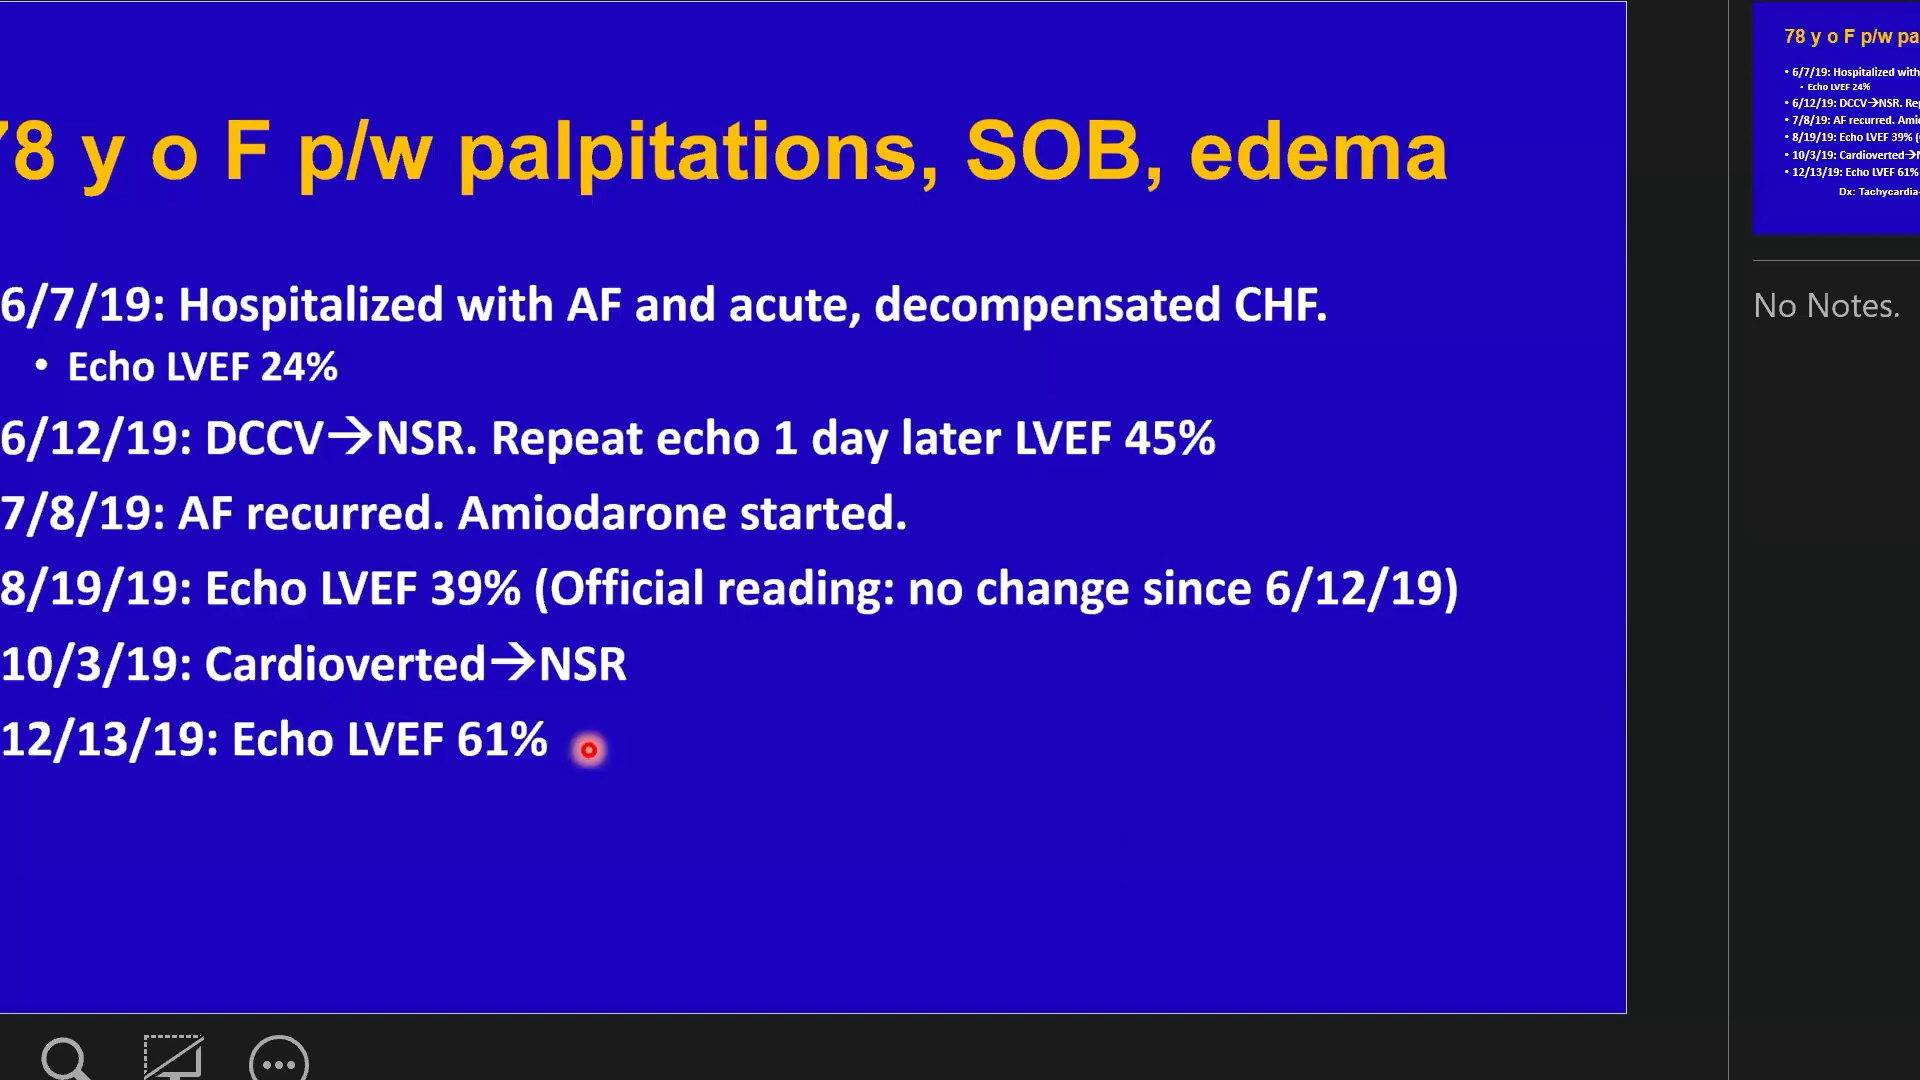 78 y o F p/w palpitations, SOB, edema
6/7/19: Hospitalized with AF and acute, decompensated CHF.
• Echo LVEF 24%
6/12/19: DCCV→NSR. Repeat echo 1 day later LVEF 45%
7/8/19: AF recurred. Amiodarone started.
8/19/19: Echo LVEF 39% (Official reading: no change since 6/12/19)
10/3/19: Cardioverted→NSR
12/13/19: Echo LVEF 61%
78 y o F p/w pa
• 6/7/19: Hospitalized with
• Echo LVEF 24%
• 6/12/19: DCCV→NSR. Re
• 7/8/19: AF recurred. Ami
• 8/19/19: Echo LVEF 39% (
• 10/3/19: Cardioverted→
• 12/13/19: Echo LVEF 61%
Dx: Tachycardia-
No Notes.